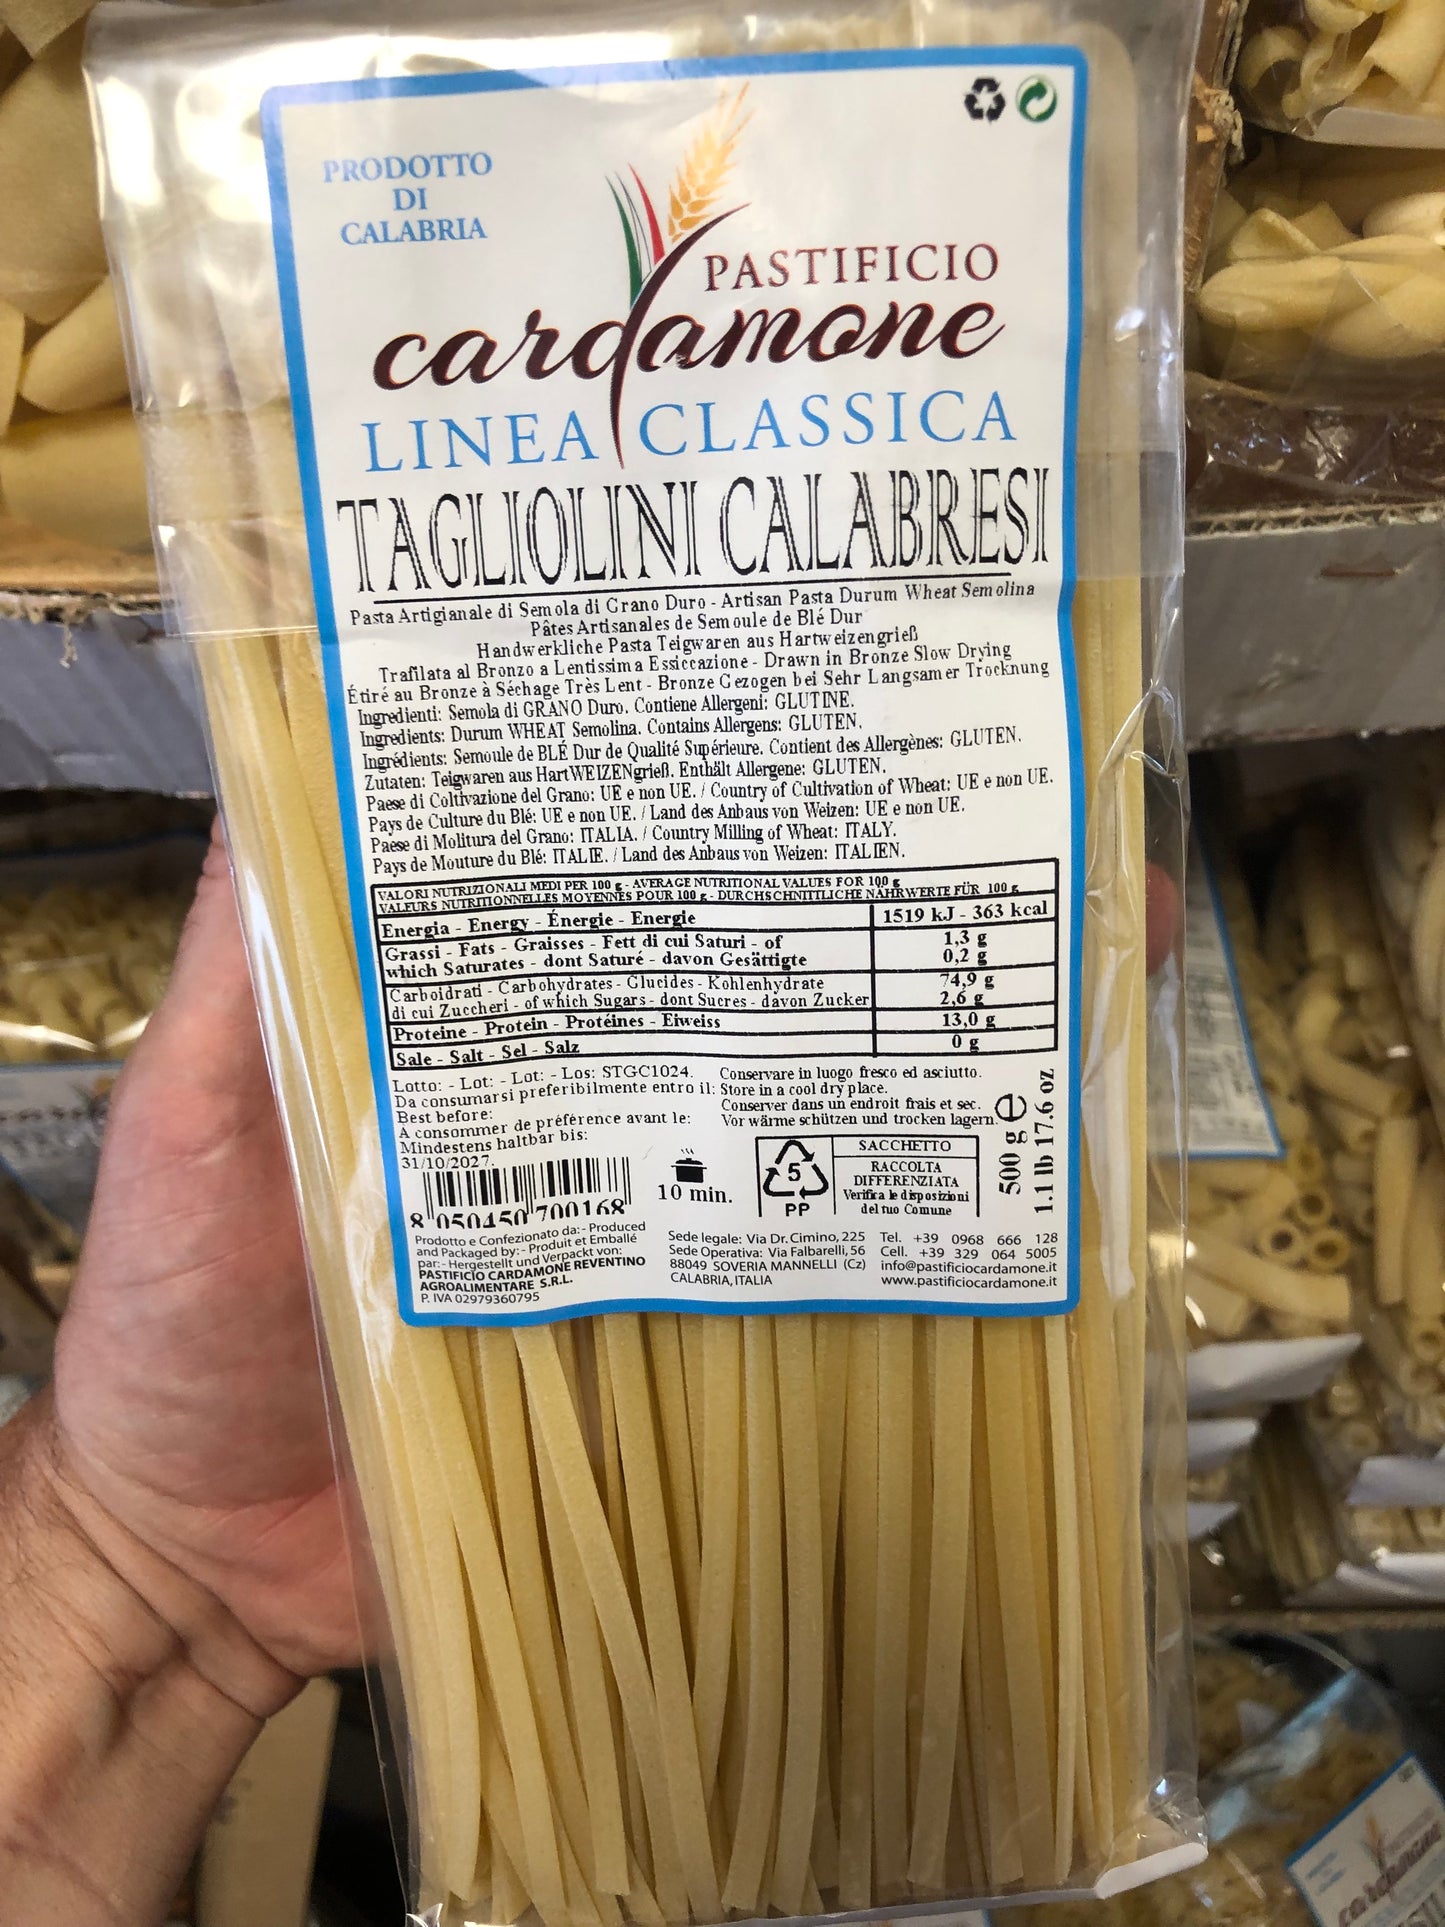 PRODOTTO
DI
CALABRIA
PASTIFICIO
cardamone
LINEA CLASSICA
TAGLIOLINI CALABRESI
Pasta Artigianale di Semola di Grano Duro - Artisan Pasta Durum Wheat Semolina
Pâtes Artisanales de Semoule de Blé Dur
Handwerkliche Pasta Teigwaren aus Hartweizengrieß
Trafilata al Bronzo a Lentissima Essiccazione - Drawn in Bronze Slow Drying
Étiré au Bronze à Séchage Très Lent - Bronze Gezogen bei Sehr Langsamer Trocknung
Ingredienti: Semola di GRANO Duro. Contiene Allergeni: GLUTINE.
Ingredients: Durum WHEAT Semolina. Contains Allergens: GLUTEN.
Ingrédients: Semoule de BLÉ Dur de Qualité Supérieure. Contient des Allergènes: GLUTEN.
Zutaten: Teigwaren aus HartWEIZENgrieß. Enthält Allergene: GLUTEN.
Paese di Coltivazione del Grano: UE e non UE. / Country of Cultivation of Wheat: UE e non UE.
Pays de Culture du Blé: UE e non UE. / Land des Anbaus von Weizen: UE e non UE.
Paese di Molitura del Grano: ITALIA. / Country Milling of Wheat: ITALY.
Pays de Mouture du Blé: ITALIE. / Land des Anbaus von Weizen: ITALIEN.
VALORI NUTRIZIONALI MEDI PER 100 g - AVERAGE NUTRITIONAL VALUES FOR 100 g
VALEURS NUTRITIONNELLES MOYENNES POUR 100 g - DURCHSCHNITTLICHE NÄHRWERTE FÜR 100 g
Energia - Energy - Énergie - Energie 1519 kJ - 363 kcal
Grassi - Fats - Graisses - Fett di cui Saturi - of 1,3 g
which Saturates - dont Saturé - davon Gesättigte 0,2 g
Carboidrati - Carbohydrates - Glucides - Kohlenhydrate 74,9 g
di cui Zuccheri - of which Sugars - dont Sucres - davon Zucker 2,6 g
Proteine - Protein - Protéines - Eiweiss 13,0 g
Sale - Salt - Sel - Salz 0 g
Lotto: - Lot: - Lot: - Los: STGC1024.
Da consumarsi preferibilmente entro il:
Best before:
A consommer de préférence avant le:
Mindestens haltbar bis:
31/10/2027.
Conservare in luogo fresco ed asciutto.
Store in a cool dry place.
Conserver dans un endroit frais et sec.
Vor wärme schützen und trocken lagern.
500 g e
1.1 lb 17.6 oz
8 050450 700168
10 min.
5
PP
SACCHETTO
RACCOLTA
DIFFERENZIATA
Verifica le disposizioni
del tuo Comune
Prodotto e Confezionato da: - Produced
and Packaged by: - Produit et Emballé
par: - Hergestellt und Verpackt von:
PASTIFICIO CARDAMONE REVENTINO
AGROALIMENTARE S.R.L.
P. IVA 02979360795
Sede legale: Via Dr. Cimino, 225
Sede Operativa: Via Falbarelli, 56
88049 SOVERIA MANNELLI (Cz)
CALABRIA, ITALIA
Tel. +39 0968 666 128
Cell. +39 329 064 5005
info@pastificiocardamone.it
www.pastificiocardamone.it